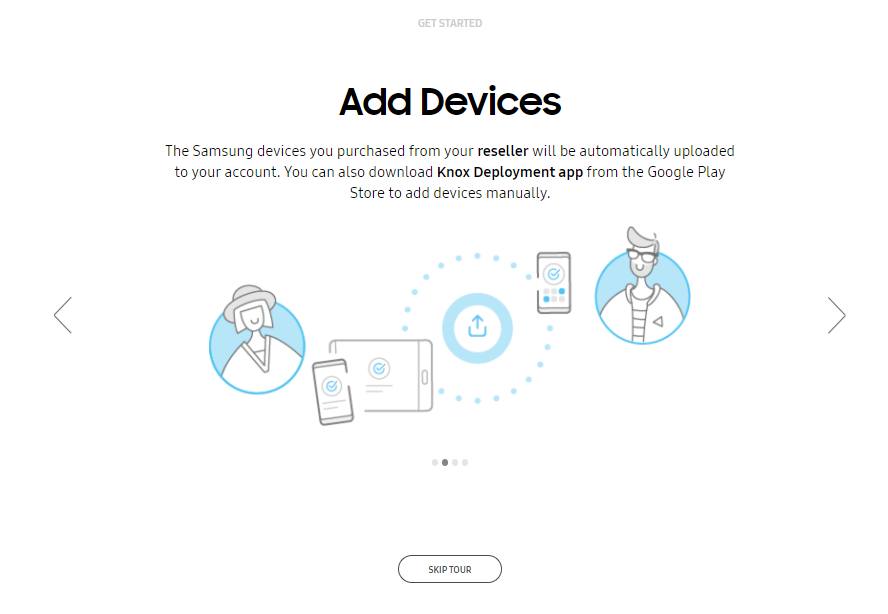 GET STARTED
Add Devices
The Samsung devices you purchased from your reseller will be automatically uploaded
to your account. You can also download Knox Deployment app from the Google Play
Store to add devices manually.
SKIP TOUR